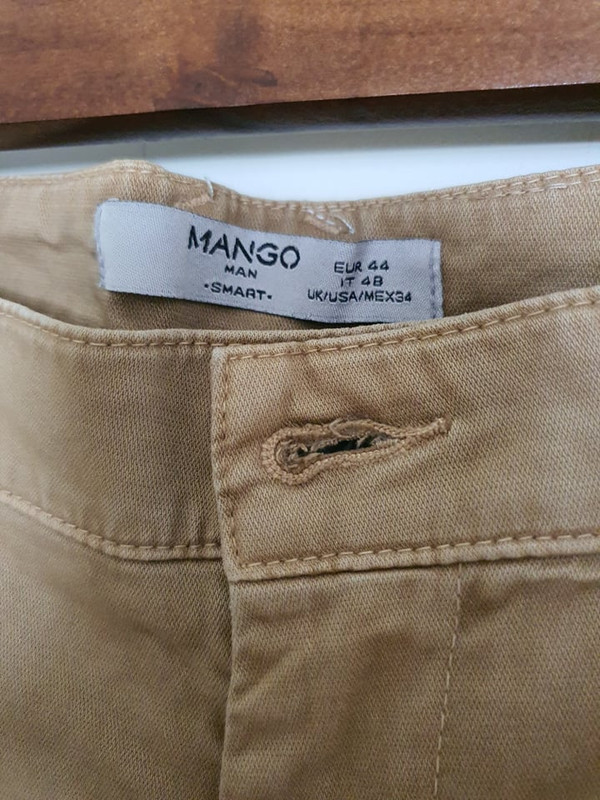 MANGO
MAN
•SMART•
EUR 44
IT 48
UK/USA/MEX34